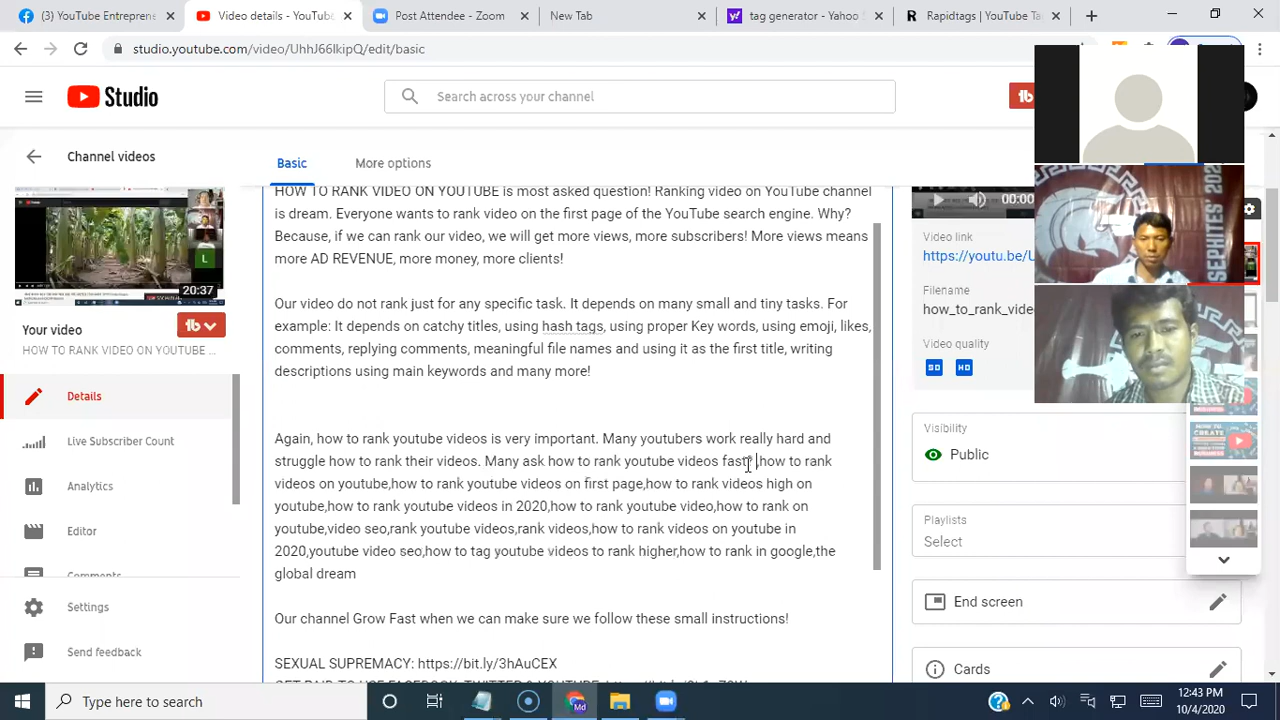 (3) Facebook
Video details - YouTube S
Post Attendee - Zoom
New Tab
tag generator - Yahoo S
Rapidtags | YouTube Ta
studio.youtube.com/video/UhhJ66lkipQ/edit/basic
Studio
Search across your channel
Channel videos
Basic
More options
20:37
Your video
HOW TO RANK VIDEO ON YOUTUBE ...
Details
Live Subscriber Count
Analytics
Editor
Comments
Settings
Send feedback
HOW TO RANK VIDEO ON YOUTUBE is most asked question! Ranking video on YouTube channel
is dream. Everyone wants to rank video on the first page of the YouTube search engine. Why?
Because, if we can rank our video, we will get more views, more subscribers! More views means
more AD REVENUE, more money, more clients!
Our video do not rank just for any specific task. It depends on many small and tiny tasks. For
example: It depends on catchy titles, using hash tags, using proper Key words, using emoji, likes,
comments, replying comments, meaningful file names and using it as the first title, writing
descriptions using main keywords and many more!
Again, how to rank youtube videos is very important. Many youtubers work really hard and
struggle how to rank their videos. Many ask how to rank youtube videos fast, ,how to rank
videos on youtube,how to rank youtube videos on first page,how to rank videos high on
youtube,how to rank youtube videos in 2020,how to rank youtube video,how to rank on
youtube,video seo,rank youtube videos,rank videos,how to rank videos on youtube in
2020,youtube video seo,how to tag youtube videos to rank higher,how to rank in google,the
global dream
Our channel Grow Fast when we can make sure we follow these small instructions!
SEXUAL SUPREMACY: https://bit.ly/3hAuCEX
00:00
Video link
https://youtu.be/U
Filename
how_to_rank_vide
Video quality
SD HD
Visibility
Public
Playlists
Select
End screen
Cards
SEPHITES' 202
L
Type here to search
12:43 PM
10/4/2020